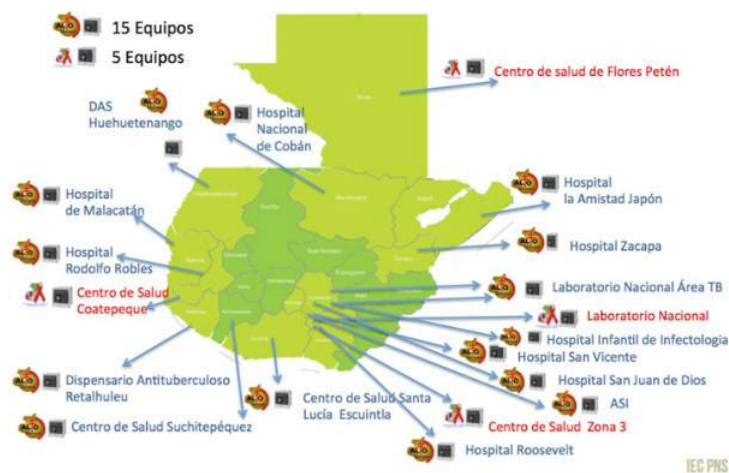 15 Equipos
5 Equipos
Centro de salud de Flores Petén
DAS
Huehuetenango
Hospital
Nacional
de Cobán
Hospital
la Amistad Japón
Hospital
de Malacatán
Hospital Zacapa
Hospital
Rodolfo Robles
Laboratorio Nacional Área TB
Centro de Salud
Coatepeque
Laboratorio Nacional
Hospital Infantil de Infectologia
Hospital San Vicente
Dispensario Antituberculoso
Retalhuleu
Centro de Salud Santa
Lucía Escuintla
Hospital San Juan de Dios
ASI
Centro de Salud Suchitepéquez
Centro de Salud Zona 3
Hospital Roosevelt
IEC PNS